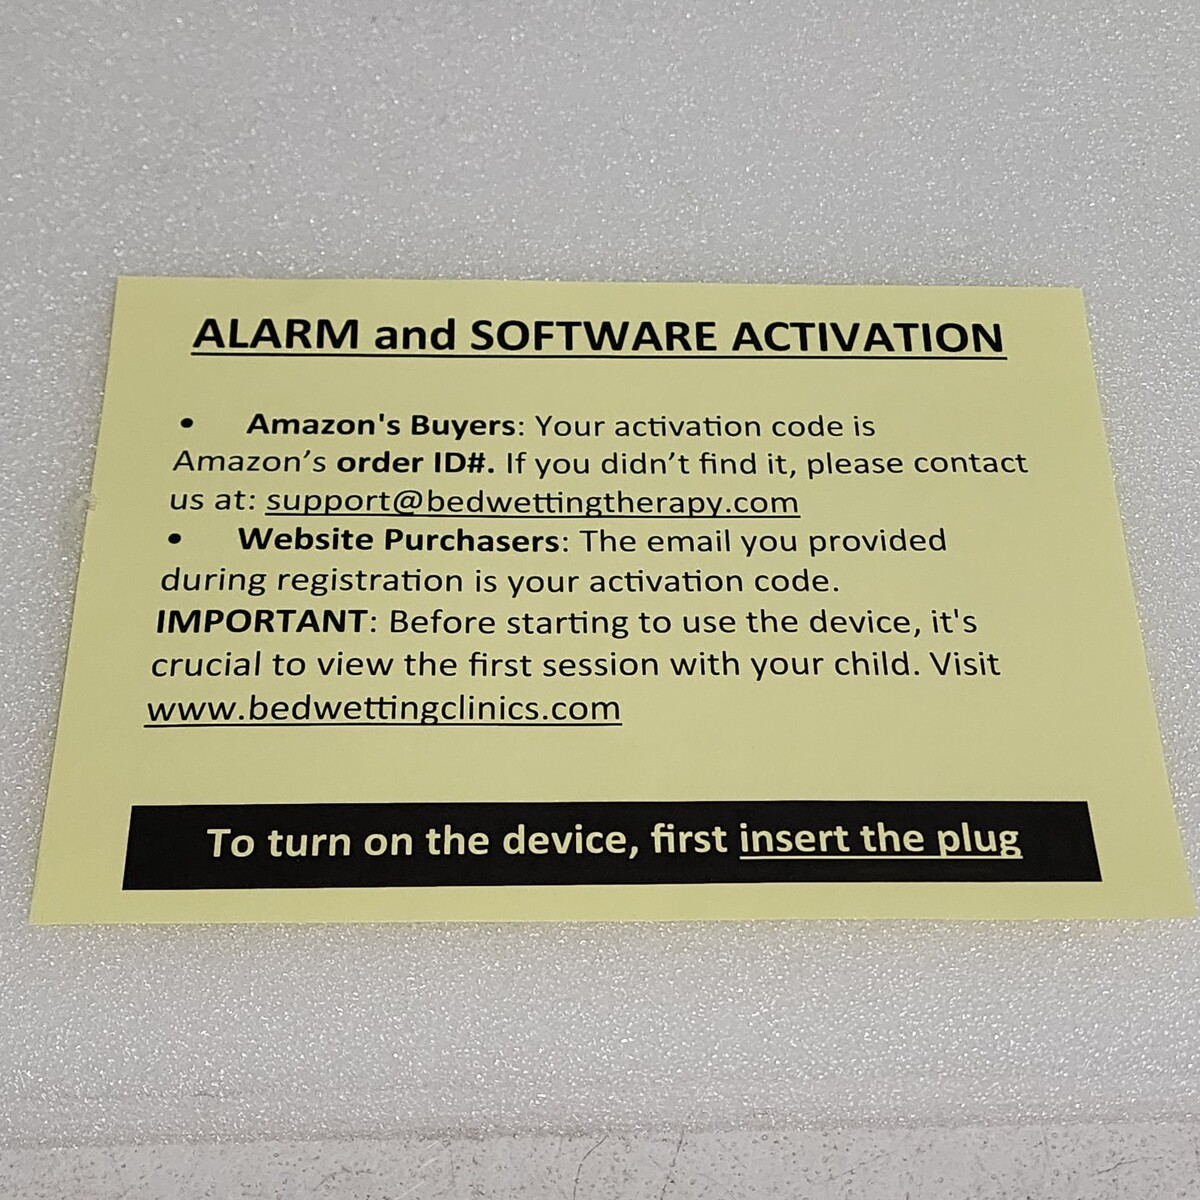 ALARM and SOFTWARE ACTIVATION
• Amazon's Buyers: Your activation code is
Amazon’s order ID#. If you didn’t find it, please contact
us at: support@bedwettingtherapy.com
• Website Purchasers: The email you provided
during registration is your activation code.
IMPORTANT: Before starting to use the device, it's
crucial to view the first session with your child. Visit
www.bedwettingclinics.com
To turn on the device, first insert the plug